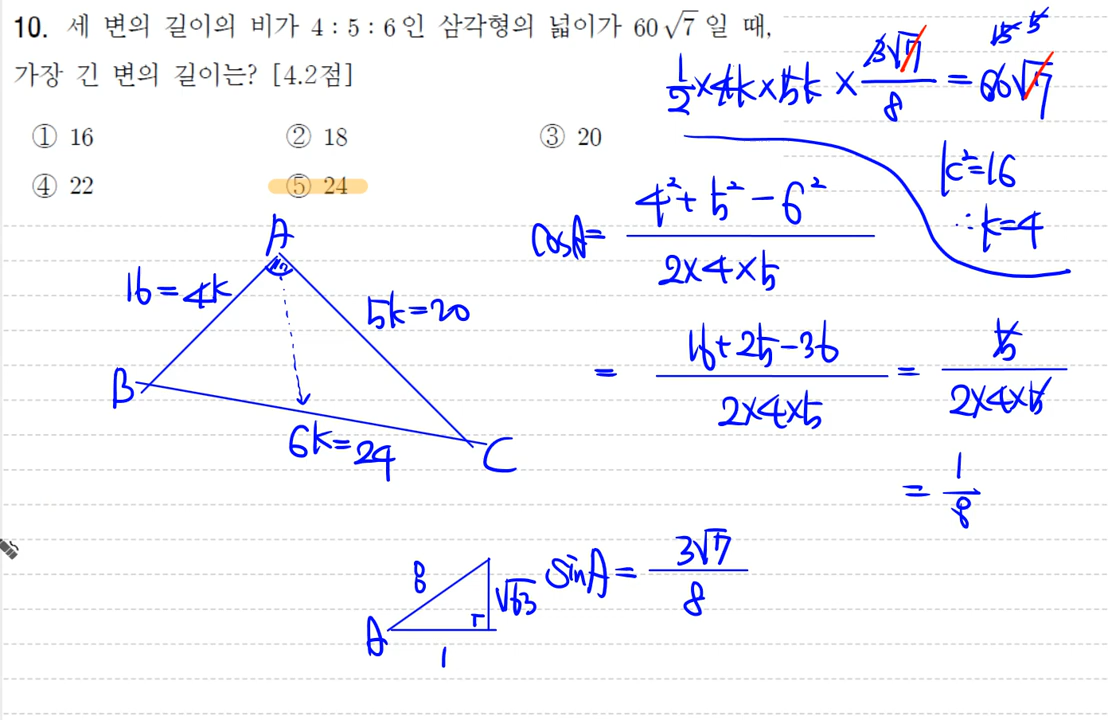 10. 세 변의 길이의 비가 4 : 5 : 6인 삼각형의 넓이가 60√7 일 때,
가장 긴 변의 길이는? [4.2점]
① 16 ② 18 ③ 20
④ 22 ⑤ 24
15 5
1/2 × 4k × 5k × 3√7/8 = 60√7
k²=16
∴ k=4
cosA = (4²+5²-6²)/(2×4×5)
= (16+25-36)/(2×4×5) = 5/(2×4×5)
= 1/8
A
16=4k
5k=20
B
6k=24
C
8
√63
A
1
sinA = 3√7/8